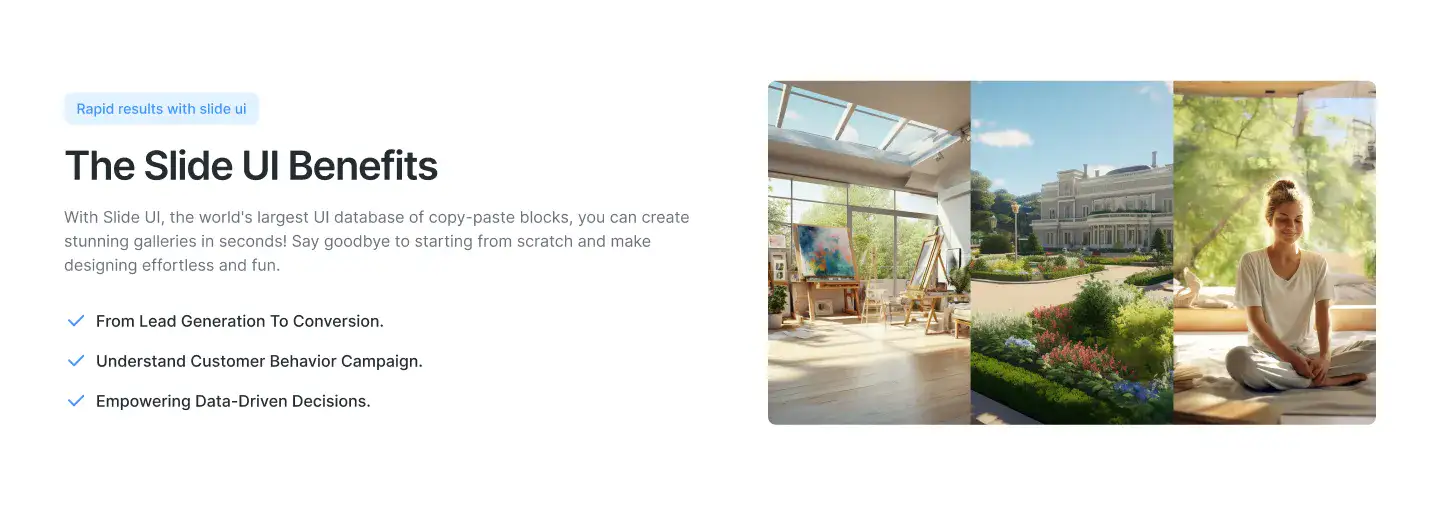 Rapid results with slide ui
The Slide UI Benefits
With Slide UI, the world's largest UI database of copy-paste blocks, you can create
stunning galleries in seconds! Say goodbye to starting from scratch and make
designing effortless and fun.
From Lead Generation To Conversion.
Understand Customer Behavior Campaign.
Empowering Data-Driven Decisions.